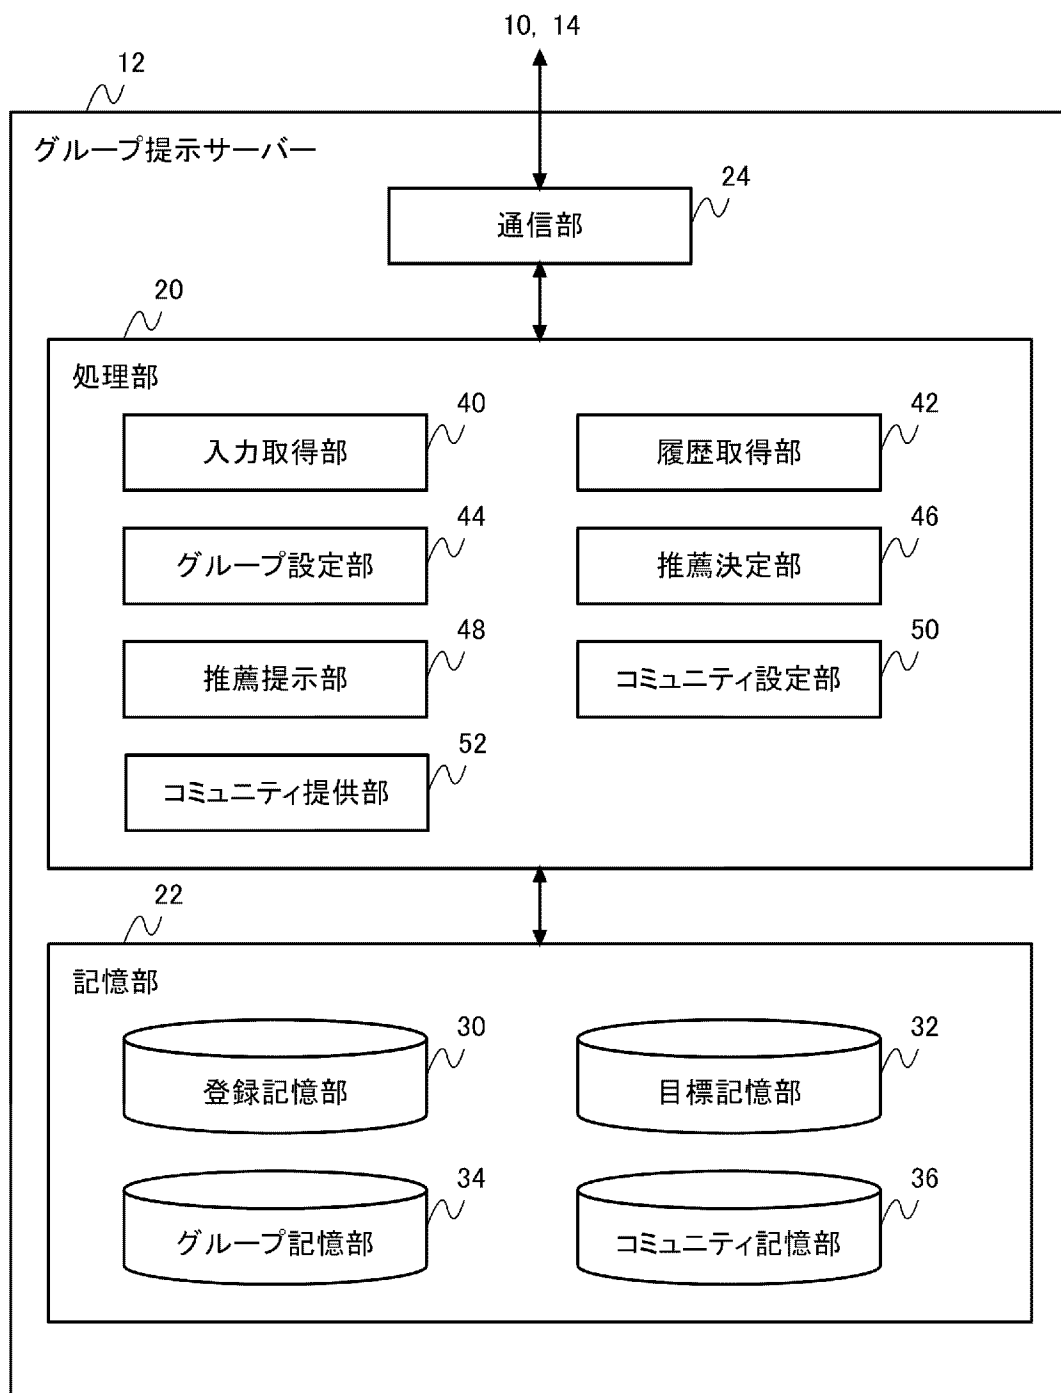 10, 14
12
グループ提示サーバー
24
通信部
20
処理部
40
入力取得部
42
履歴取得部
44
グループ設定部
46
推薦決定部
48
推薦提示部
50
コミュニティ設定部
52
コミュニティ提供部
22
記憶部
30
登録記憶部
32
目標記憶部
34
グループ記憶部
36
コミュニティ記憶部